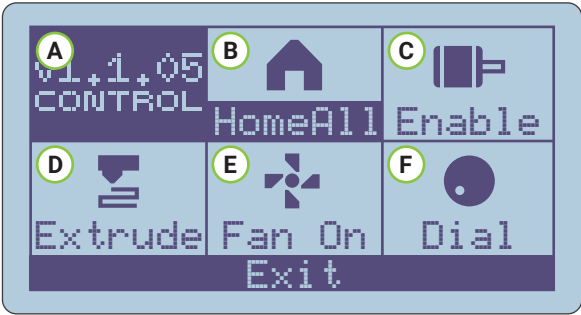 A
v1.1.05
CONTROL
B
HomeAll
C
Enable
D
Extrude
E
Fan On
F
Dial
Exit